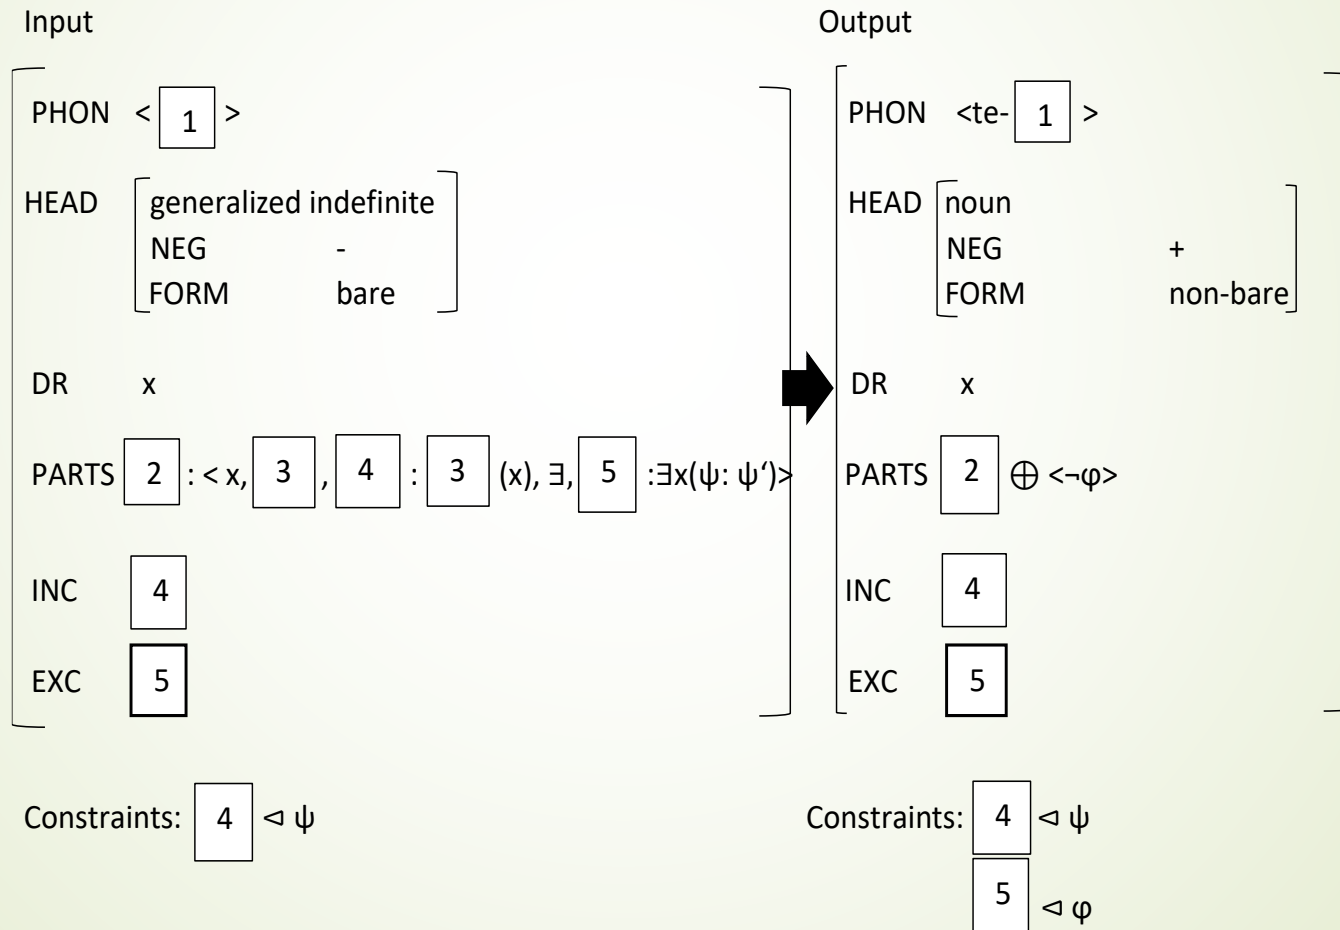 Input
PHON < 1 >
HEAD generalized indefinite
NEG -
FORM bare
DR x
PARTS 2 : < x, 3 , 4 : 3 (x), ∃, 5 :∃x(ψ: ψ‘)>
INC 4
EXC 5
Constraints: 4 ⊲ ψ
Output
PHON <te- 1 >
HEAD noun
NEG +
FORM non-bare
DR x
PARTS 2 ⊕ <¬φ>
INC 4
EXC 5
Constraints: 4 ⊲ ψ
5 ⊲ φ